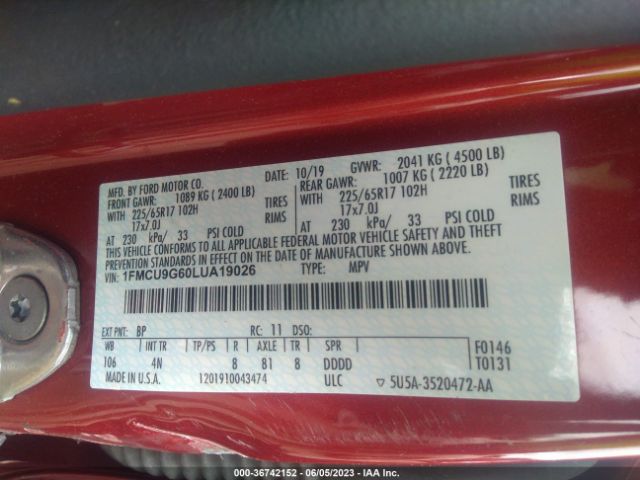 MFD. BY FORD MOTOR CO. DATE: 10/19 GVWR: 2041 KG ( 4500 LB)
FRONT GAWR: 1089 KG ( 2400 LB) REAR GAWR: 1007 KG ( 2220 LB)
WITH 225/65R17 102H TIRES WITH 225/65R17 102H TIRES
17x7.0J RIMS 17x7.0J RIMS
AT 230 kPa/ 33 PSI COLD AT 230 kPa/ 33 PSI COLD
THIS VEHICLE CONFORMS TO ALL APPLICABLE FEDERAL MOTOR VEHICLE SAFETY AND THEFT
PREVENTION STANDARDS IN EFFECT ON THE DATE OF MANUFACTURE SHOWN ABOVE.
VIN: 1FMCU9G60LUA19026 TYPE: MPV
EXT PNT: BP RC: 11 DSO:
WB INT TR TP/PS R AXLE TR SPR F0146
106 4N 8 81 8 DDDD T0131
MADE IN U.S.A. 1201910043474 ULC ▽ 5U5A-3520472-AA
000-36742152 - 06/05/2023 - IAA Inc.